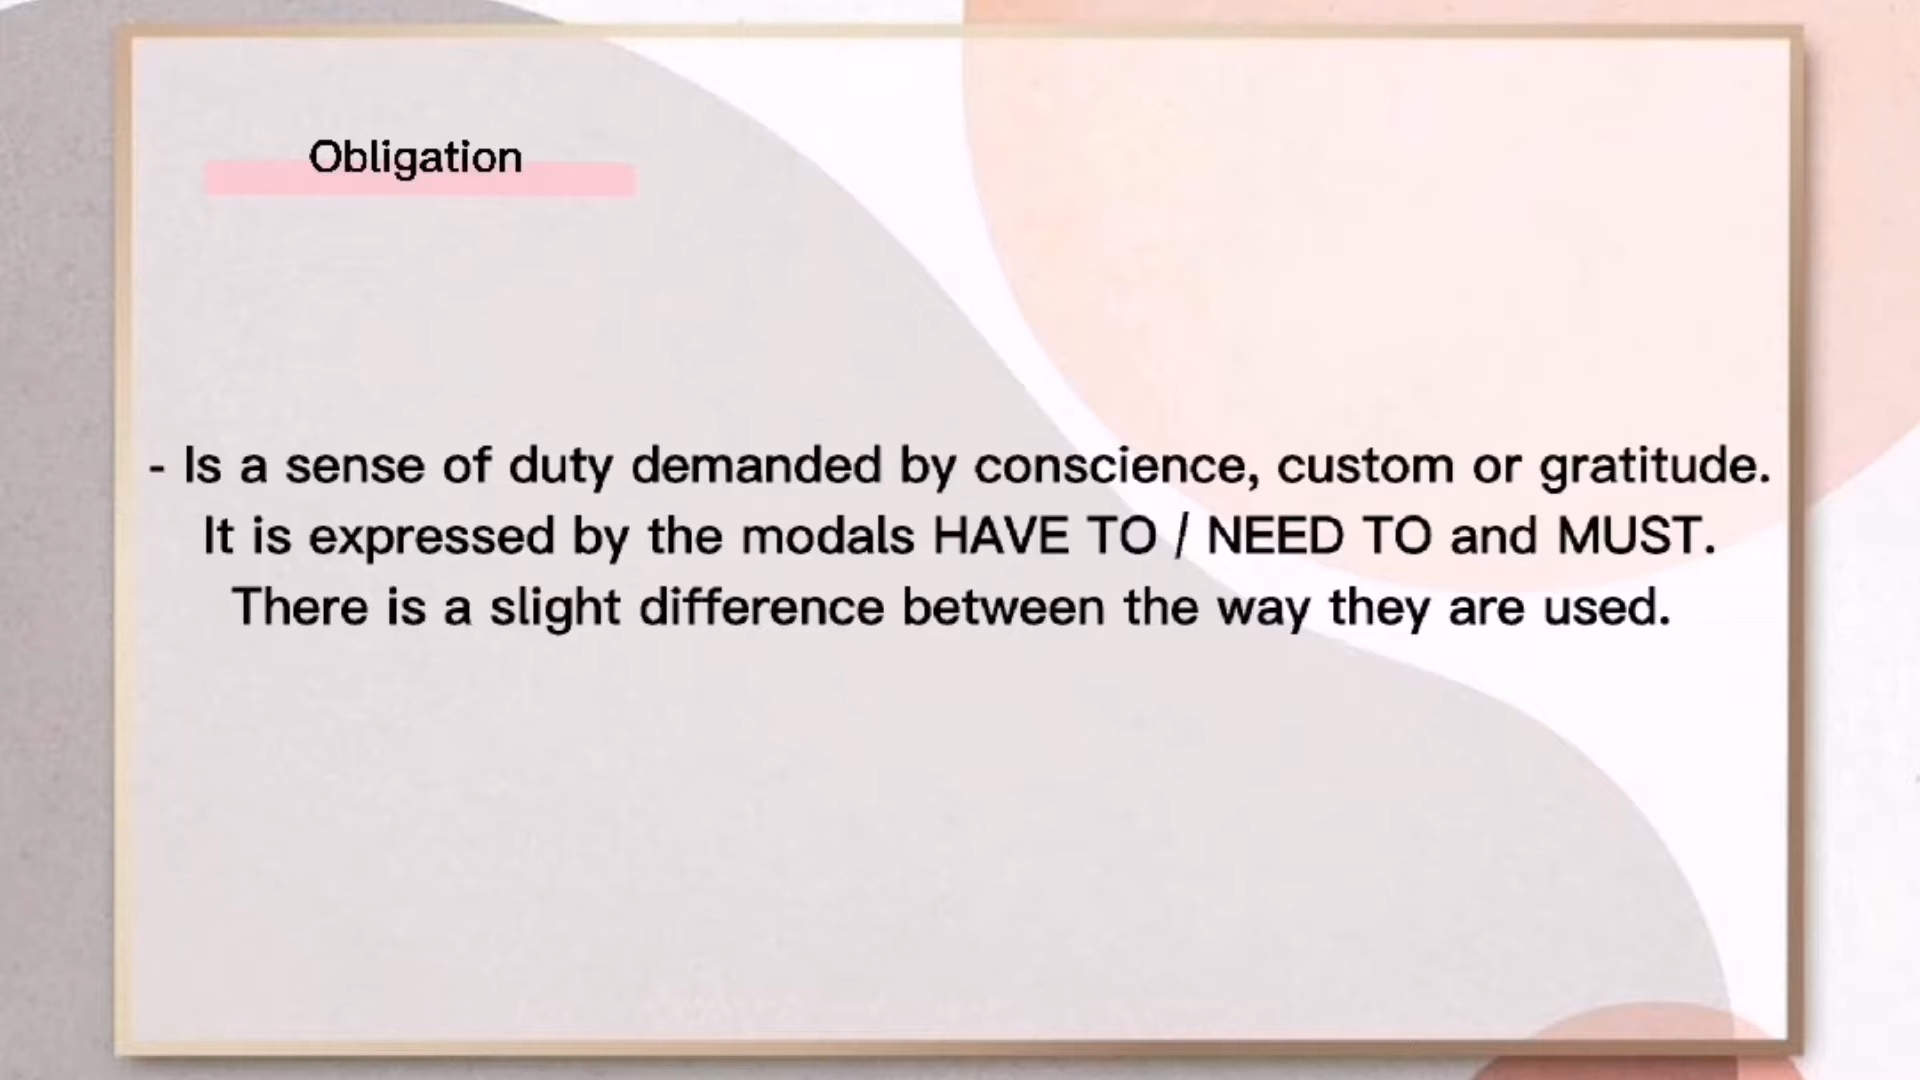 Obligation
- Is a sense of duty demanded by conscience, custom or gratitude.
It is expressed by the modals HAVE TO / NEED TO and MUST.
There is a slight difference between the way they are used.